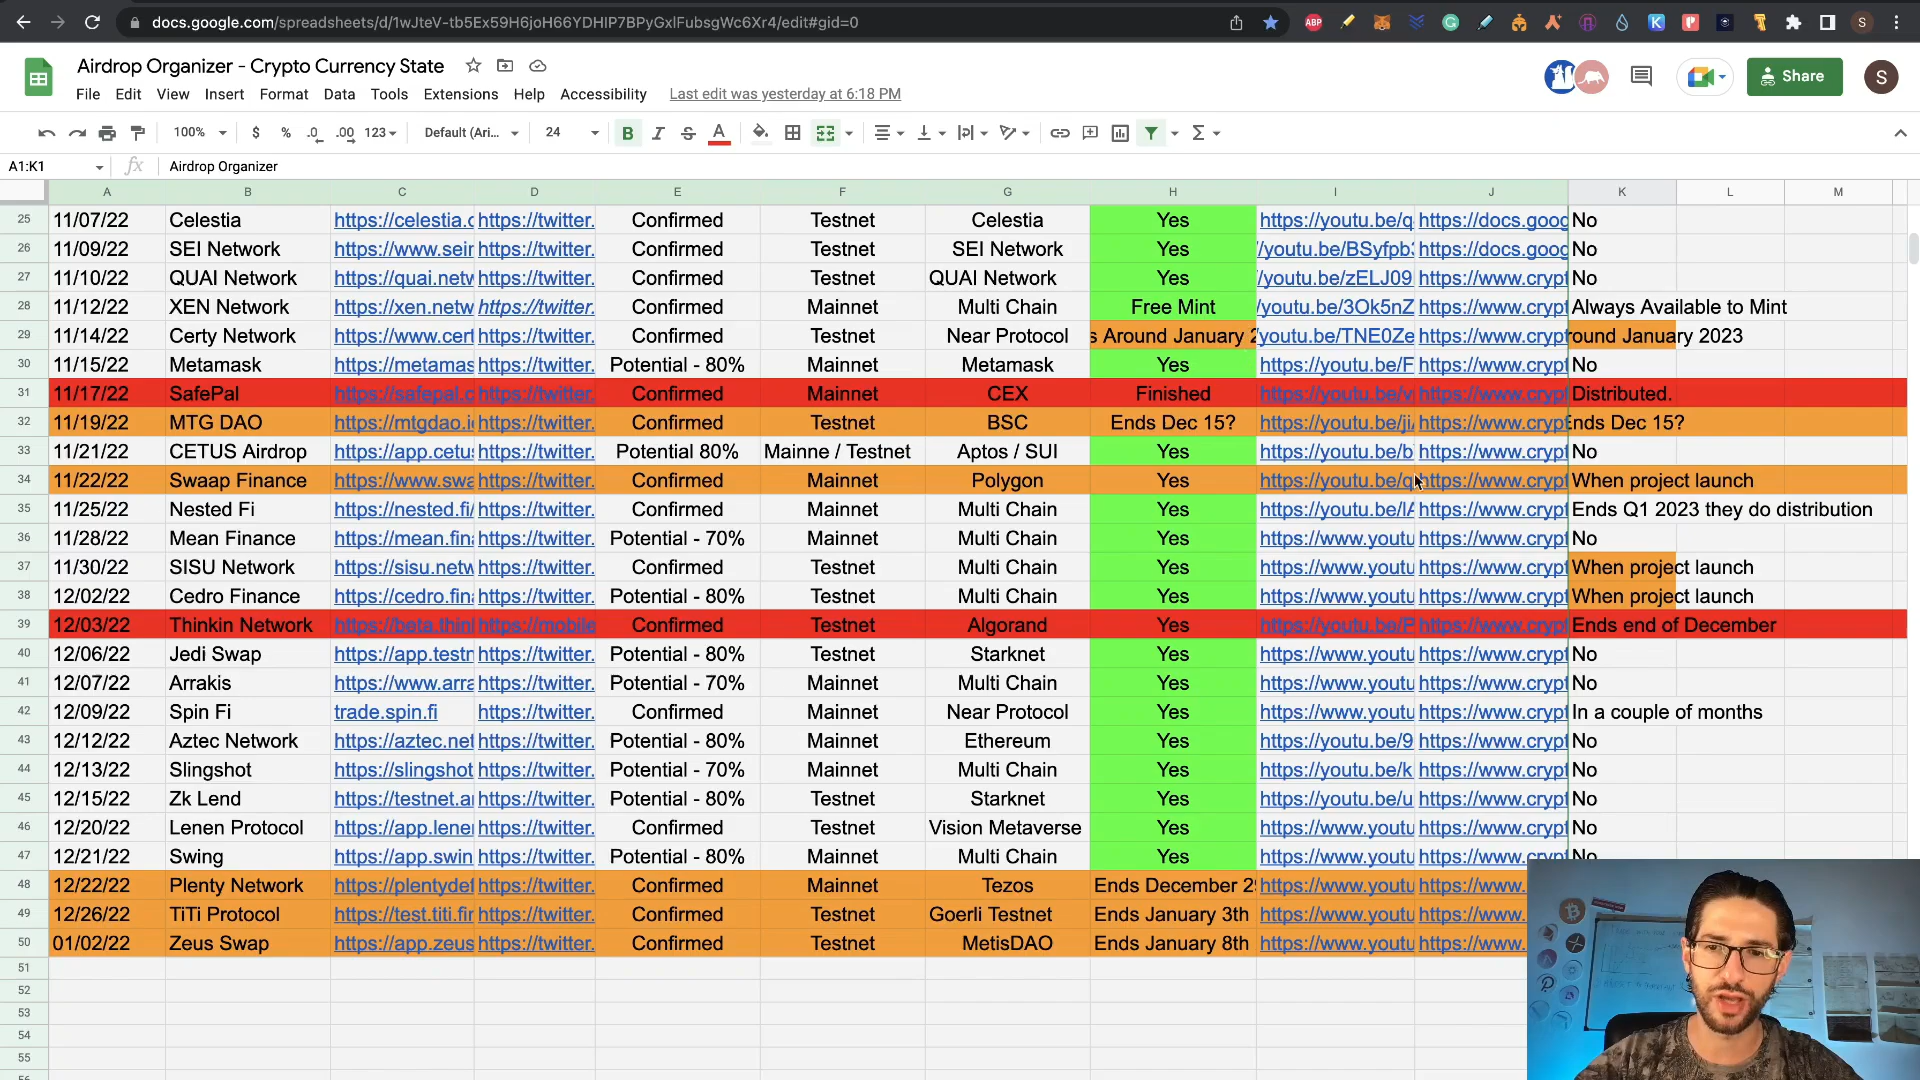 docs.google.com/spreadsheets/d/1wJteV-tb5Ex59H6joH66YDHIP7BPyGxlFubsgWc6Xr4/edit#gid=0
Airdrop Organizer - Crypto Currency State
File Edit View Insert Format Data Tools Extensions Help Accessibility Last edit was yesterday at 6:18 PM
Share S
100% $ % .0 .00 123 Default (Ari... 24 B I S A
A1:K1 fx Airdrop Organizer
A B C D E F G H I J K L M
25 11/07/22 Celestia https://celestia.c https://twitter. Confirmed Testnet Celestia Yes https://youtu.be/q https://docs.goog No
26 11/09/22 SEI Network https://www.sein https://twitter. Confirmed Testnet SEI Network Yes /youtu.be/BSyfpb https://docs.goog No
27 11/10/22 QUAI Network https://quai.netw https://twitter. Confirmed Testnet QUAI Network Yes /youtu.be/zELJ09 https://www.crypt No
28 11/12/22 XEN Network https://xen.netw https://twitter. Confirmed Mainnet Multi Chain Free Mint /youtu.be/3Ok5nZ https://www.crypt Always Available to Mint
29 11/14/22 Certy Network https://www.cert https://twitter. Confirmed Testnet Near Protocol s Around January 2 youtu.be/TNE0Ze https://www.crypt ound January 2023
30 11/15/22 Metamask https://metamas https://twitter. Potential - 80% Mainnet Metamask Yes https://youtu.be/F https://www.crypt No
31 11/17/22 SafePal https://safepal.c https://twitter. Confirmed Mainnet CEX Finished https://youtu.be/v https://www.crypt Distributed.
32 11/19/22 MTG DAO https://mtgdao.i https://twitter. Confirmed Testnet BSC Ends Dec 15? https://youtu.be/ji https://www.crypt Ends Dec 15?
33 11/21/22 CETUS Airdrop https://app.cetu https://twitter. Potential 80% Mainne / Testnet Aptos / SUI Yes https://youtu.be/b https://www.crypt No
34 11/22/22 Swaap Finance https://www.swa https://twitter. Confirmed Mainnet Polygon Yes https://youtu.be/q https://www.crypt When project launch
35 11/25/22 Nested Fi https://nested.fi/ https://twitter. Confirmed Mainnet Multi Chain Yes https://youtu.be/lA https://www.crypt Ends Q1 2023 they do distribution
36 11/28/22 Mean Finance https://mean.fin https://twitter. Potential - 70% Mainnet Multi Chain Yes https://www.youtu https://www.crypt No
37 11/30/22 SISU Network https://sisu.netw https://twitter. Confirmed Testnet Multi Chain Yes https://www.youtu https://www.crypt When project launch
38 12/02/22 Cedro Finance https://cedro.fin https://twitter. Potential - 80% Testnet Multi Chain Yes https://www.youtu https://www.crypt When project launch
39 12/03/22 Thinkin Network https://beta.thinl https://mobile Confirmed Testnet Algorand Yes https://youtu.be/P https://www.crypt Ends end of December
40 12/06/22 Jedi Swap https://app.testr https://twitter. Potential - 80% Testnet Starknet Yes https://www.youtu https://www.crypt No
41 12/07/22 Arrakis https://www.arra https://twitter. Potential - 70% Mainnet Multi Chain Yes https://www.youtu https://www.crypt No
42 12/09/22 Spin Fi trade.spin.fi https://twitter. Confirmed Mainnet Near Protocol Yes https://www.youtu https://www.crypt In a couple of months
43 12/12/22 Aztec Network https://aztec.net https://twitter. Potential - 80% Mainnet Ethereum Yes https://youtu.be/9 https://www.crypt No
44 12/13/22 Slingshot https://slingshot https://twitter. Potential - 70% Mainnet Multi Chain Yes https://youtu.be/k https://www.crypt No
45 12/15/22 Zk Lend https://testnet.a https://twitter. Potential - 80% Testnet Starknet Yes https://youtu.be/u https://www.crypt No
46 12/20/22 Lenen Protocol https://app.lene https://twitter. Confirmed Testnet Vision Metaverse Yes https://www.youtu https://www.crypt No
47 12/21/22 Swing https://app.swin https://twitter. Potential - 80% Mainnet Multi Chain Yes https://www.youtu https://www.crypt No
48 12/22/22 Plenty Network https://plentydef https://twitter. Confirmed Mainnet Tezos Ends December 29 https://www.youtu https://www.
49 12/26/22 TiTi Protocol https://test.titi.fin https://twitter. Confirmed Testnet Goerli Testnet Ends January 3th https://www.youtu https://www.
50 01/02/22 Zeus Swap https://app.zeus https://twitter. Confirmed Testnet MetisDAO Ends January 8th https://www.youtu https://www.
51
52
53
54
55
56